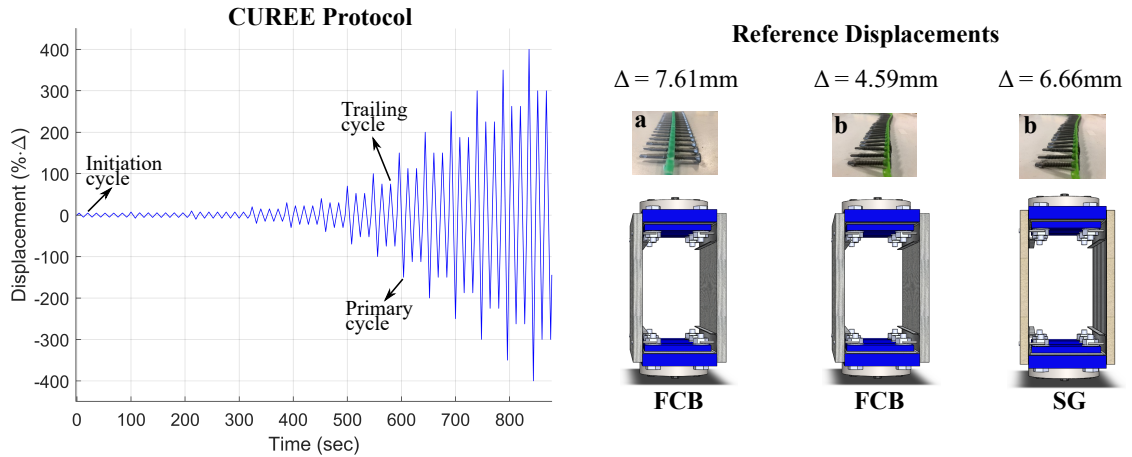 CUREE Protocol
400
300
200
100
0
-100
-200
-300
-400
Displacement (%·Δ)
Initiation
cycle
Trailing
cycle
Primary
cycle
0
100
200
300
400
500
600
700
800
Time (sec)
Reference Displacements
Δ = 7.61mm
Δ = 4.59mm
Δ = 6.66mm
a
b
b
FCB
FCB
SG